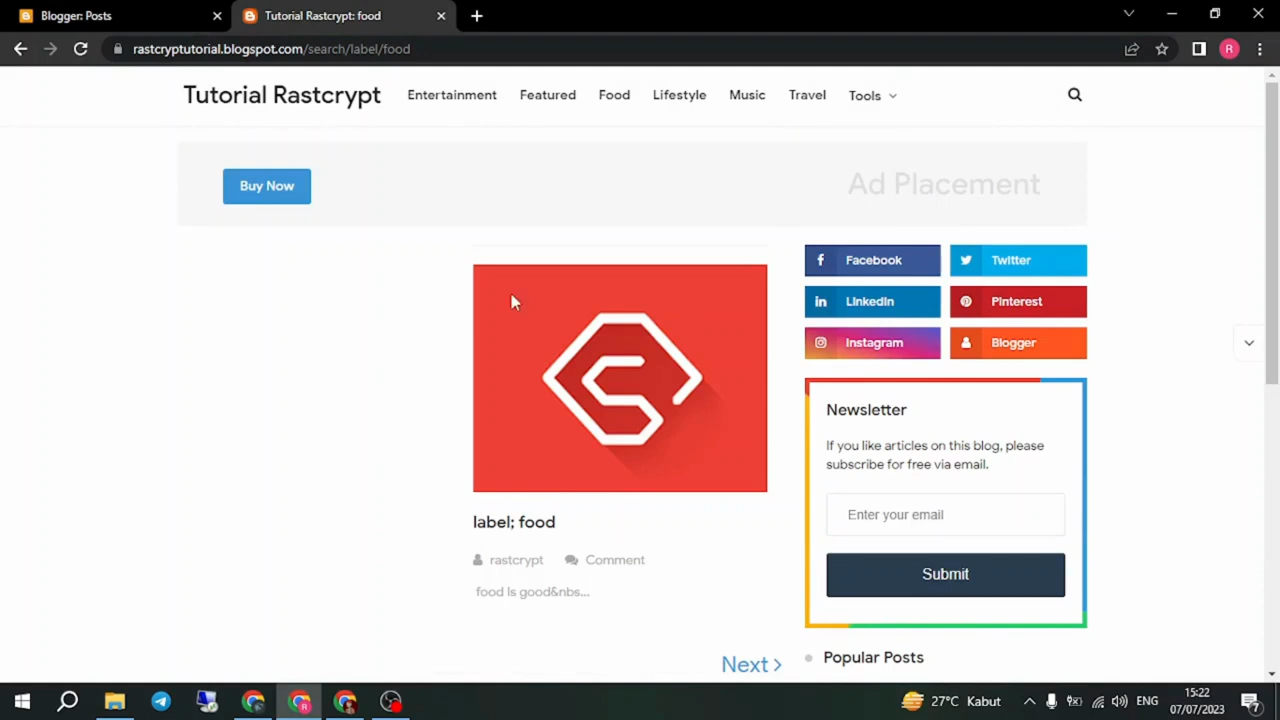 Blogger: Posts
Tutorial Rastcrypt: food
rastcryptutorial.blogspot.com/search/label/food
R
Tutorial Rastcrypt
Entertainment
Featured
Food
Lifestyle
Music
Travel
Tools
Buy Now
Ad Placement
Facebook
Twitter
LinkedIn
Pinterest
Instagram
Blogger
label; food
rastcrypt
Comment
food is good&nbs...
Next
Newsletter
If you like articles on this blog, please
subscribe for free via email.
Enter your email
Submit
Popular Posts
27°C Kabut
ENG
15:22
07/07/2023
7